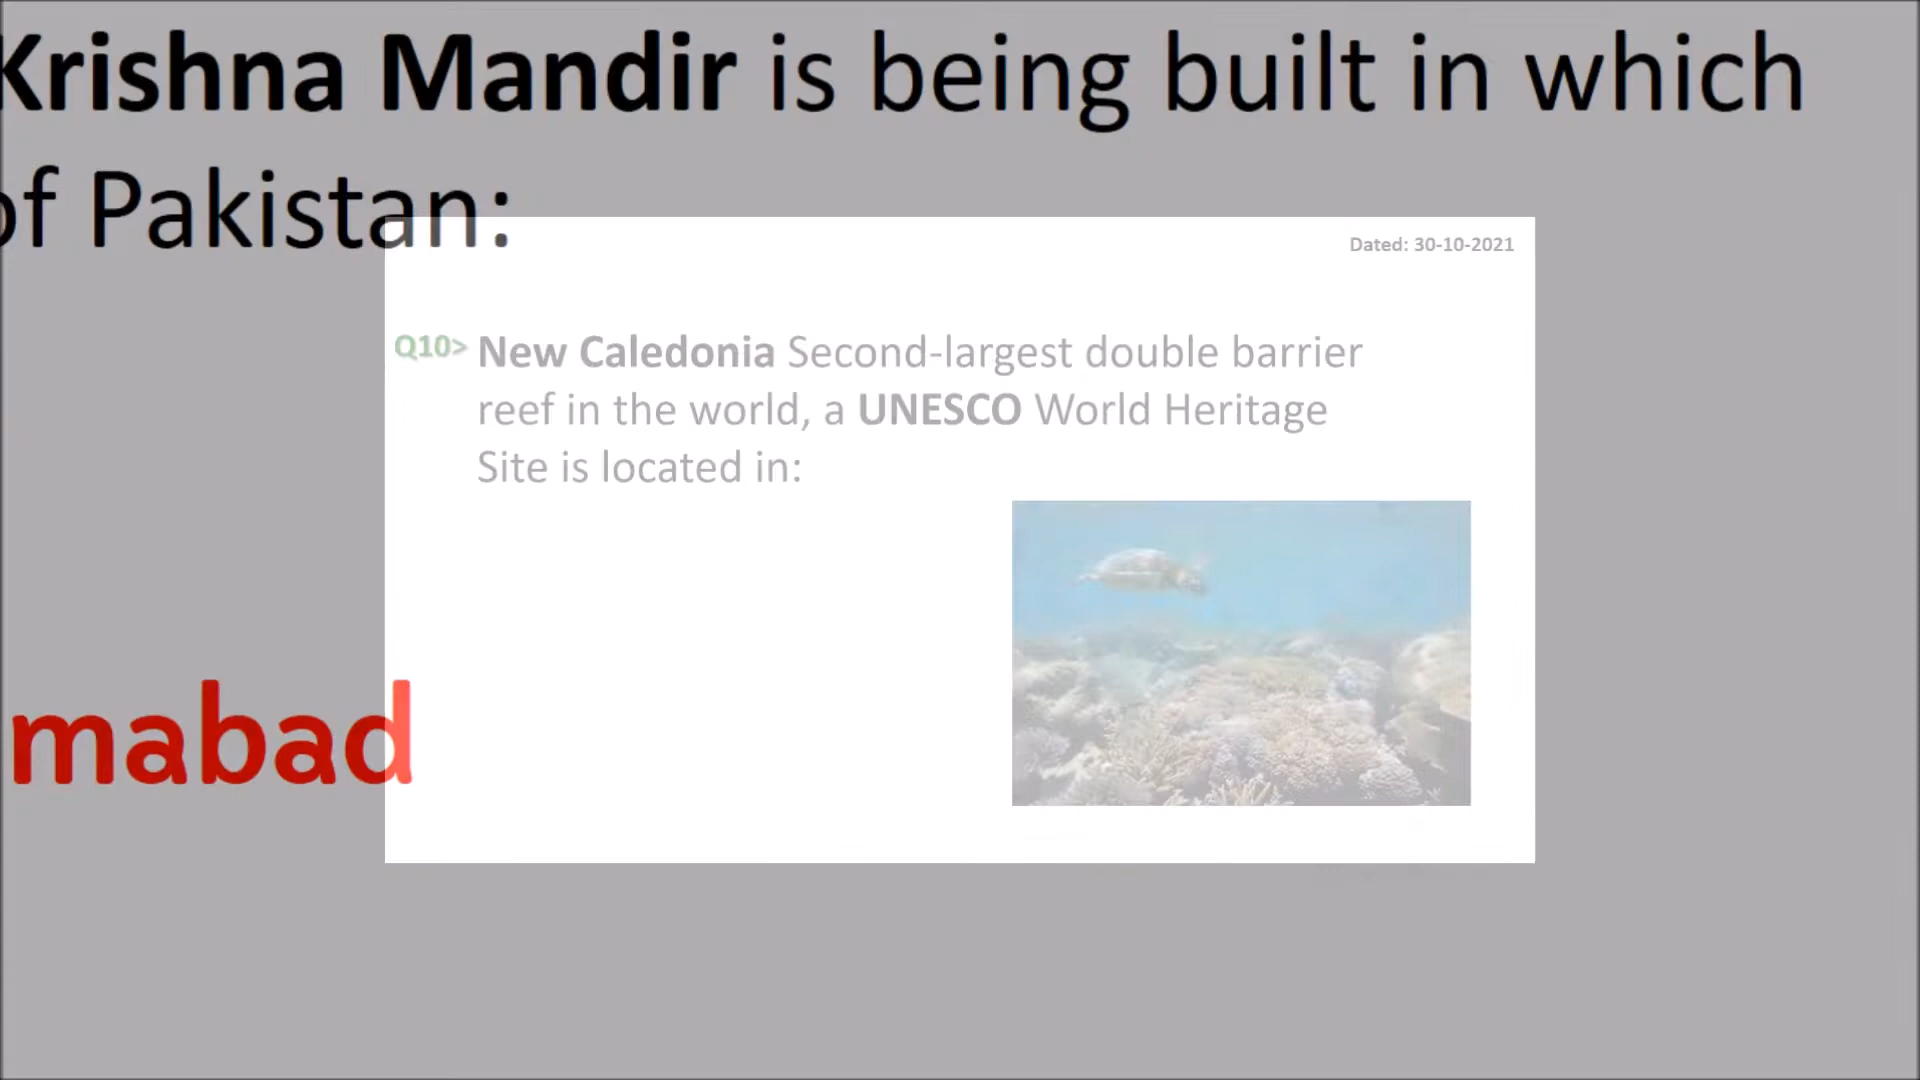 Krishna Mandir is being built in which
of Pakistan:
Dated: 30-10-2021
Q10> New Caledonia Second-largest double barrier
reef in the world, a UNESCO World Heritage
Site is located in:
mabad